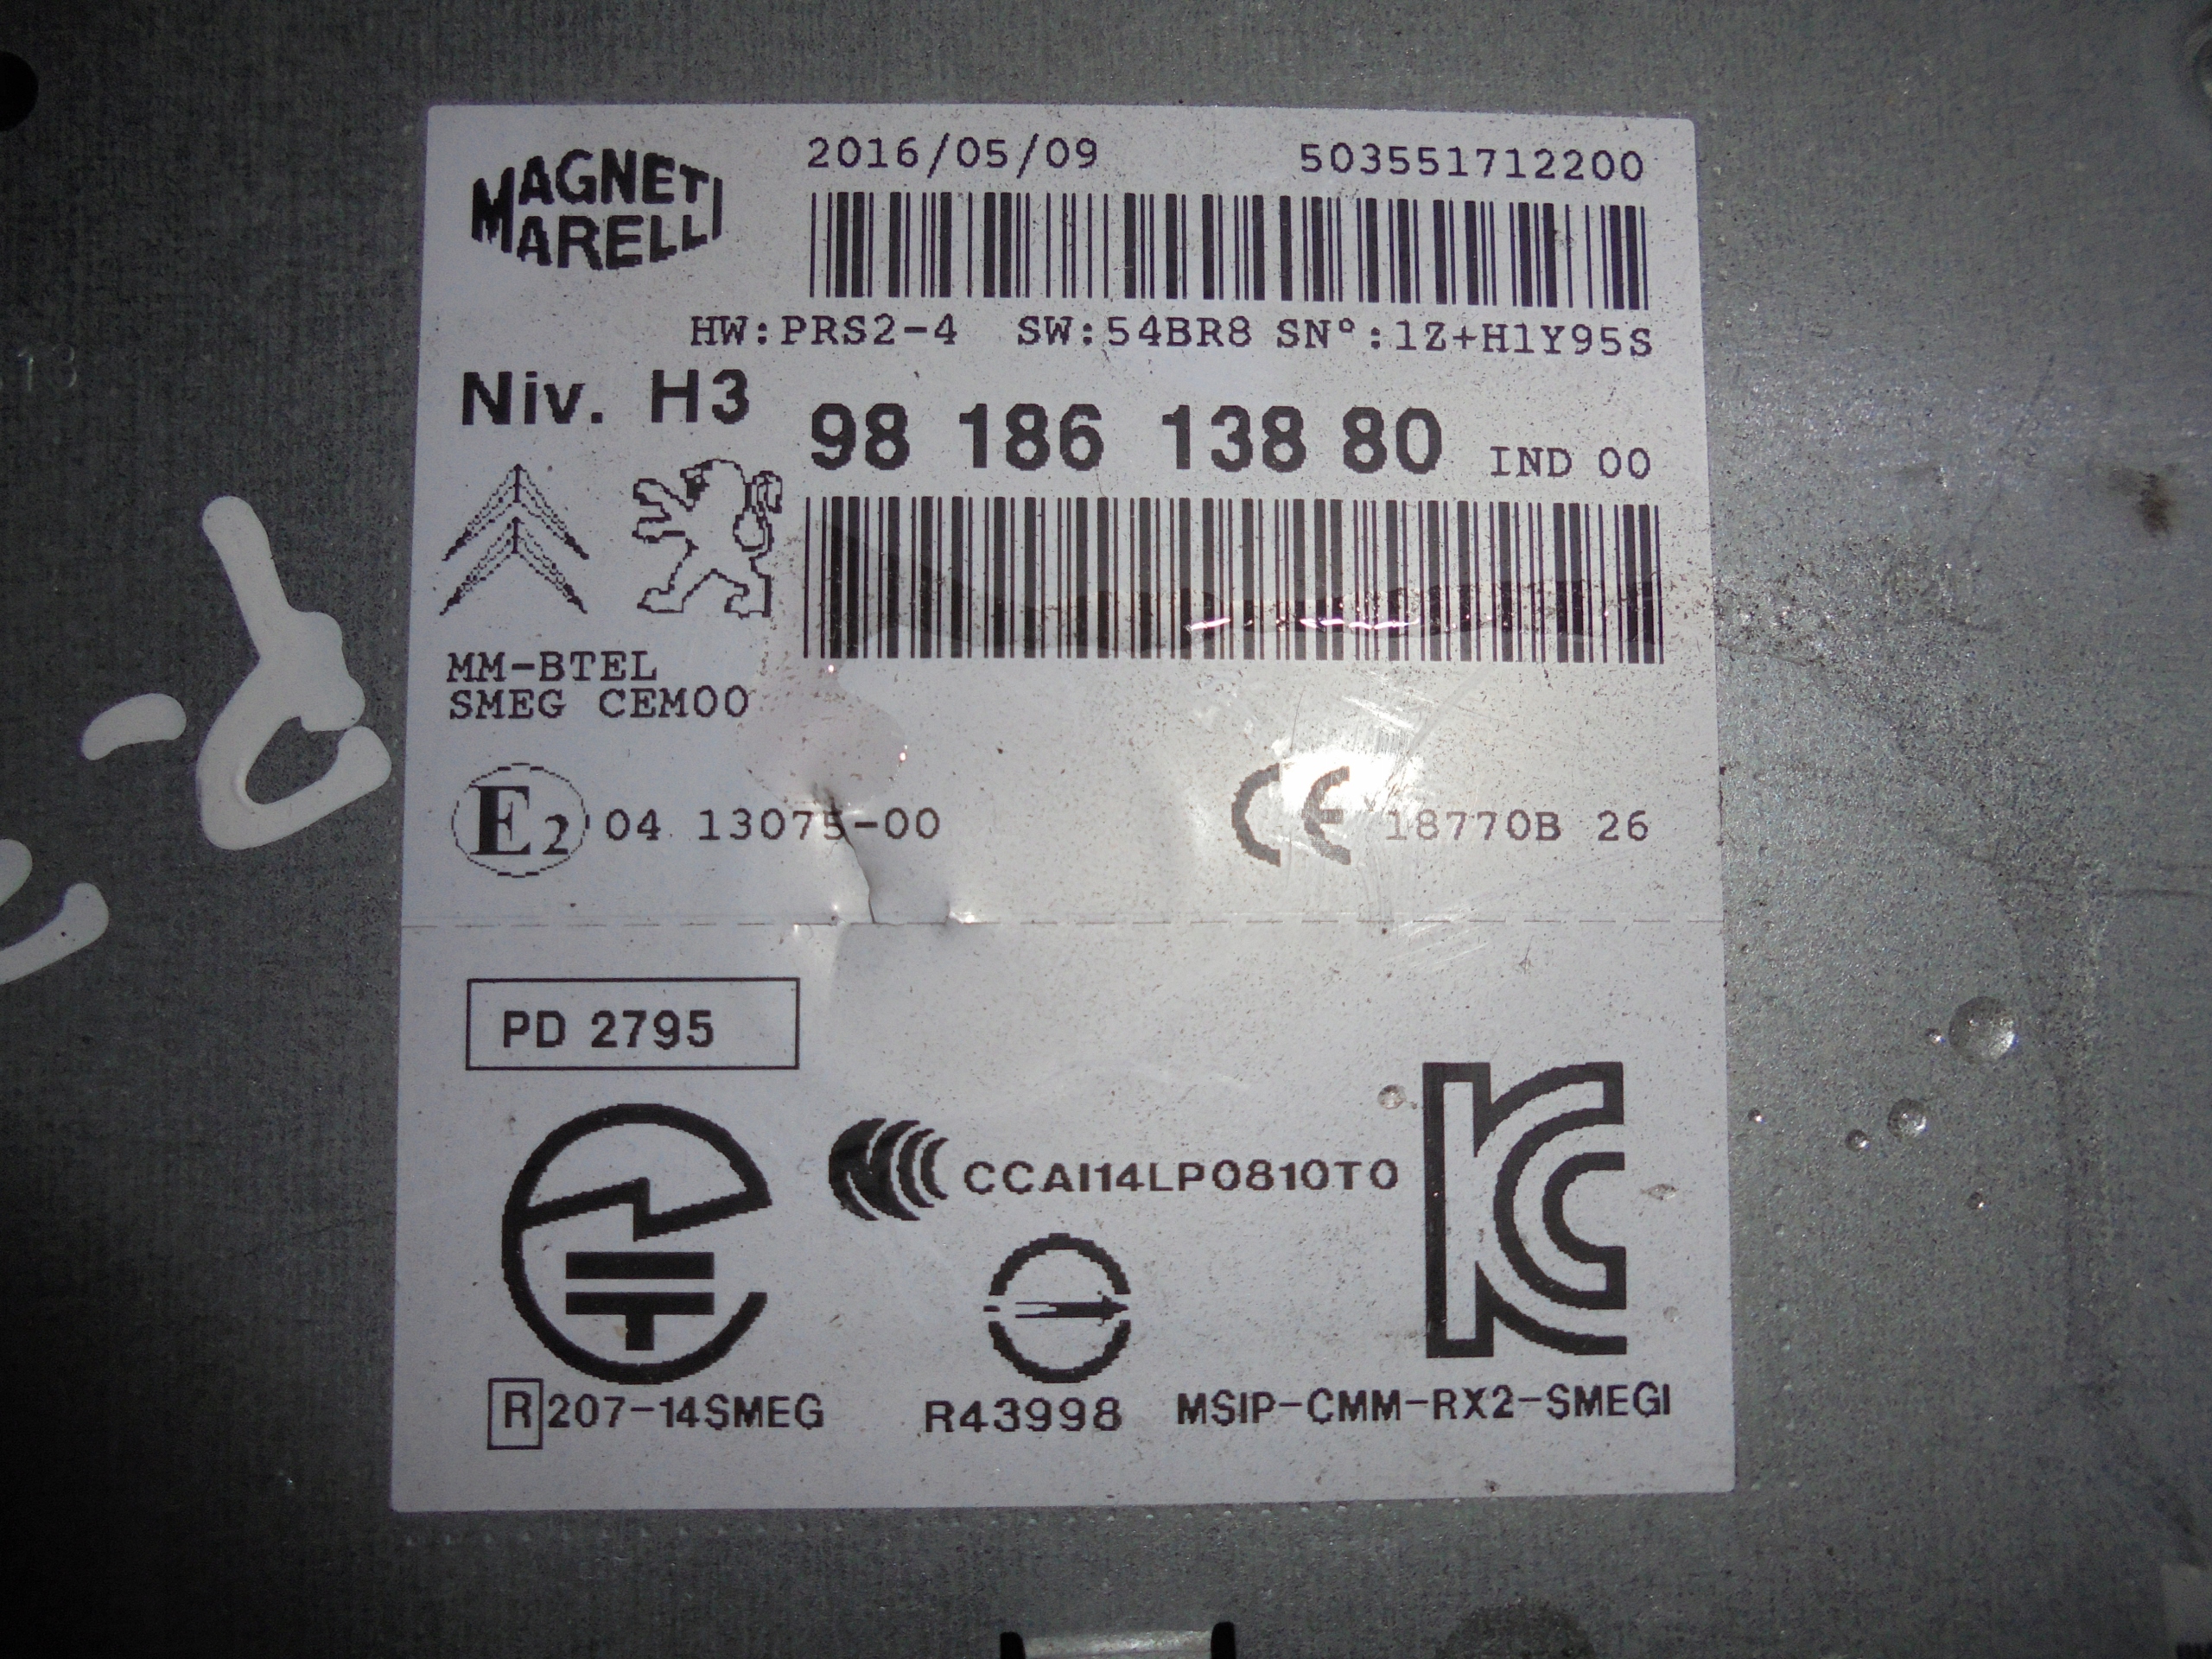 MAGNETI
MARELLI
2016/05/09 503551712200
HW:PRS2-4 SW:54BR8 SN°:1Z+H1Y95S
Niv. H3
98 186 138 80 IND 00
MM-BTEL
SMEG CEM00
E2 04 13075-00
CE 18770B 26
PD 2795
CCAI14LP0810T0
KC
R 207-14SMEG
R43998
MSIP-CMM-RX2-SMEGI